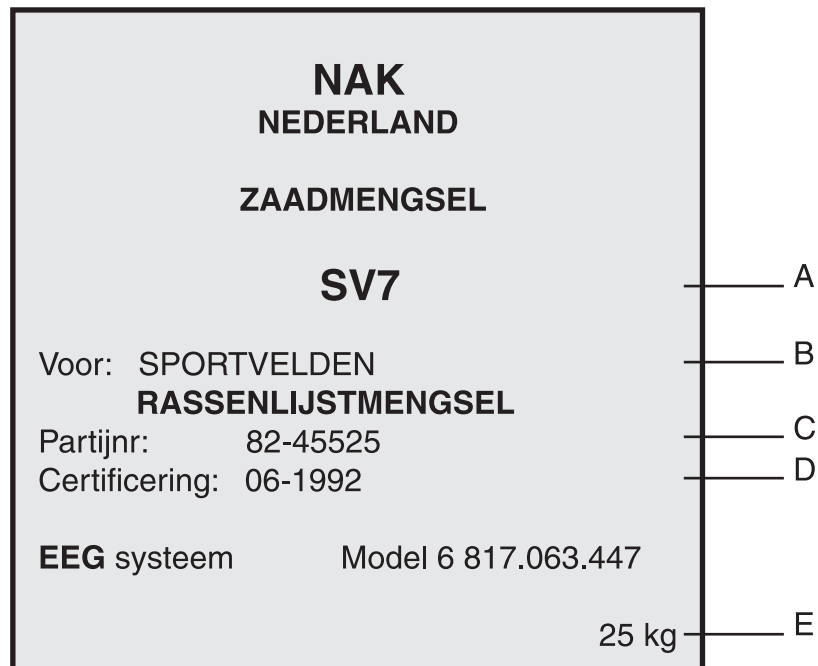 NAK
NEDERLAND
ZAADMENGSEL
SV7 A
Voor: SPORTVELDEN B
RASSENLIJSTMENGSEL
Partijnr: 82-45525 C
Certificering: 06-1992 D
EEG systeem Model 6 817.063.447
25 kg E